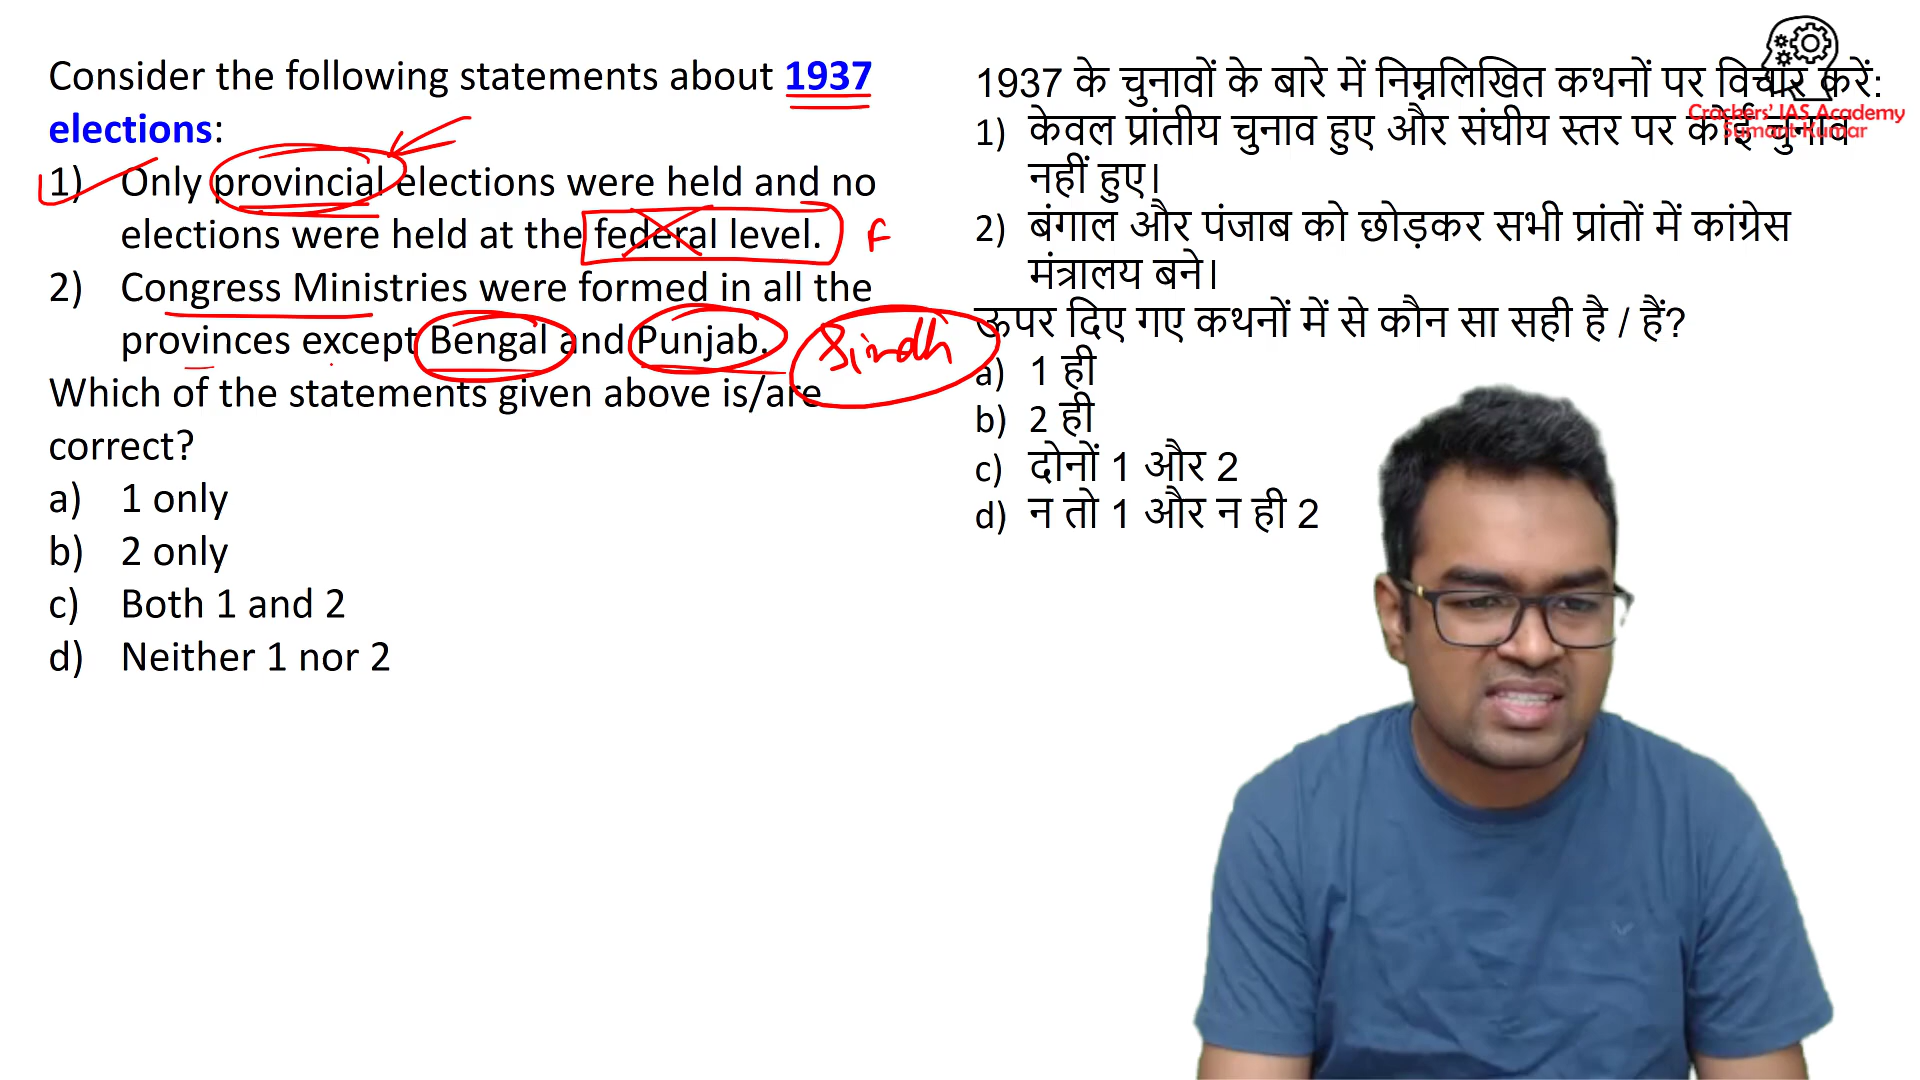 Consider the following statements about 1937
elections:
1) Only provincial elections were held and no
elections were held at the federal level. F
2) Congress Ministries were formed in all the
provinces except Bengal and Punjab. Sindh
Which of the statements given above is/are
correct?
a) 1 only
b) 2 only
c) Both 1 and 2
d) Neither 1 nor 2
1937 के चुनावों के बारे में निम्नलिखित कथनों पर विचार करें:
1) केवल प्रांतीय चुनाव हुए और संघीय स्तर पर कोई चुनाव
नहीं हुए।
2) बंगाल और पंजाब को छोड़कर सभी प्रांतों में कांग्रेस
मंत्रालय बने।
ऊपर दिए गए कथनों में से कौन सा सही है / हैं?
a) 1 ही
b) 2 ही
c) दोनों 1 और 2
d) न तो 1 और न ही 2
Crackers' IAS Academy
Sumant Kumar